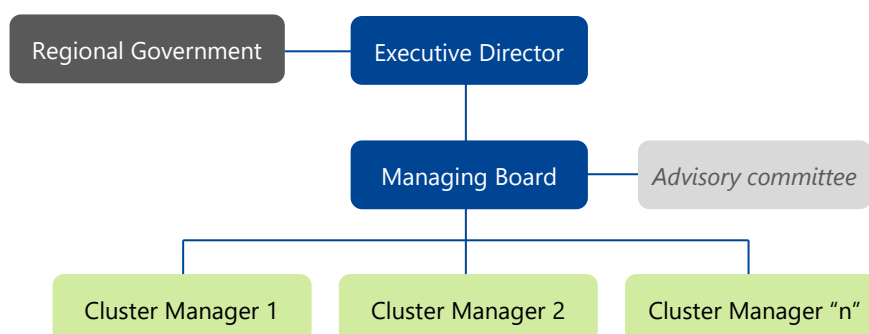 Regional Government
Executive Director
Managing Board
Advisory committee
Cluster Manager 1
Cluster Manager 2
Cluster Manager “n”